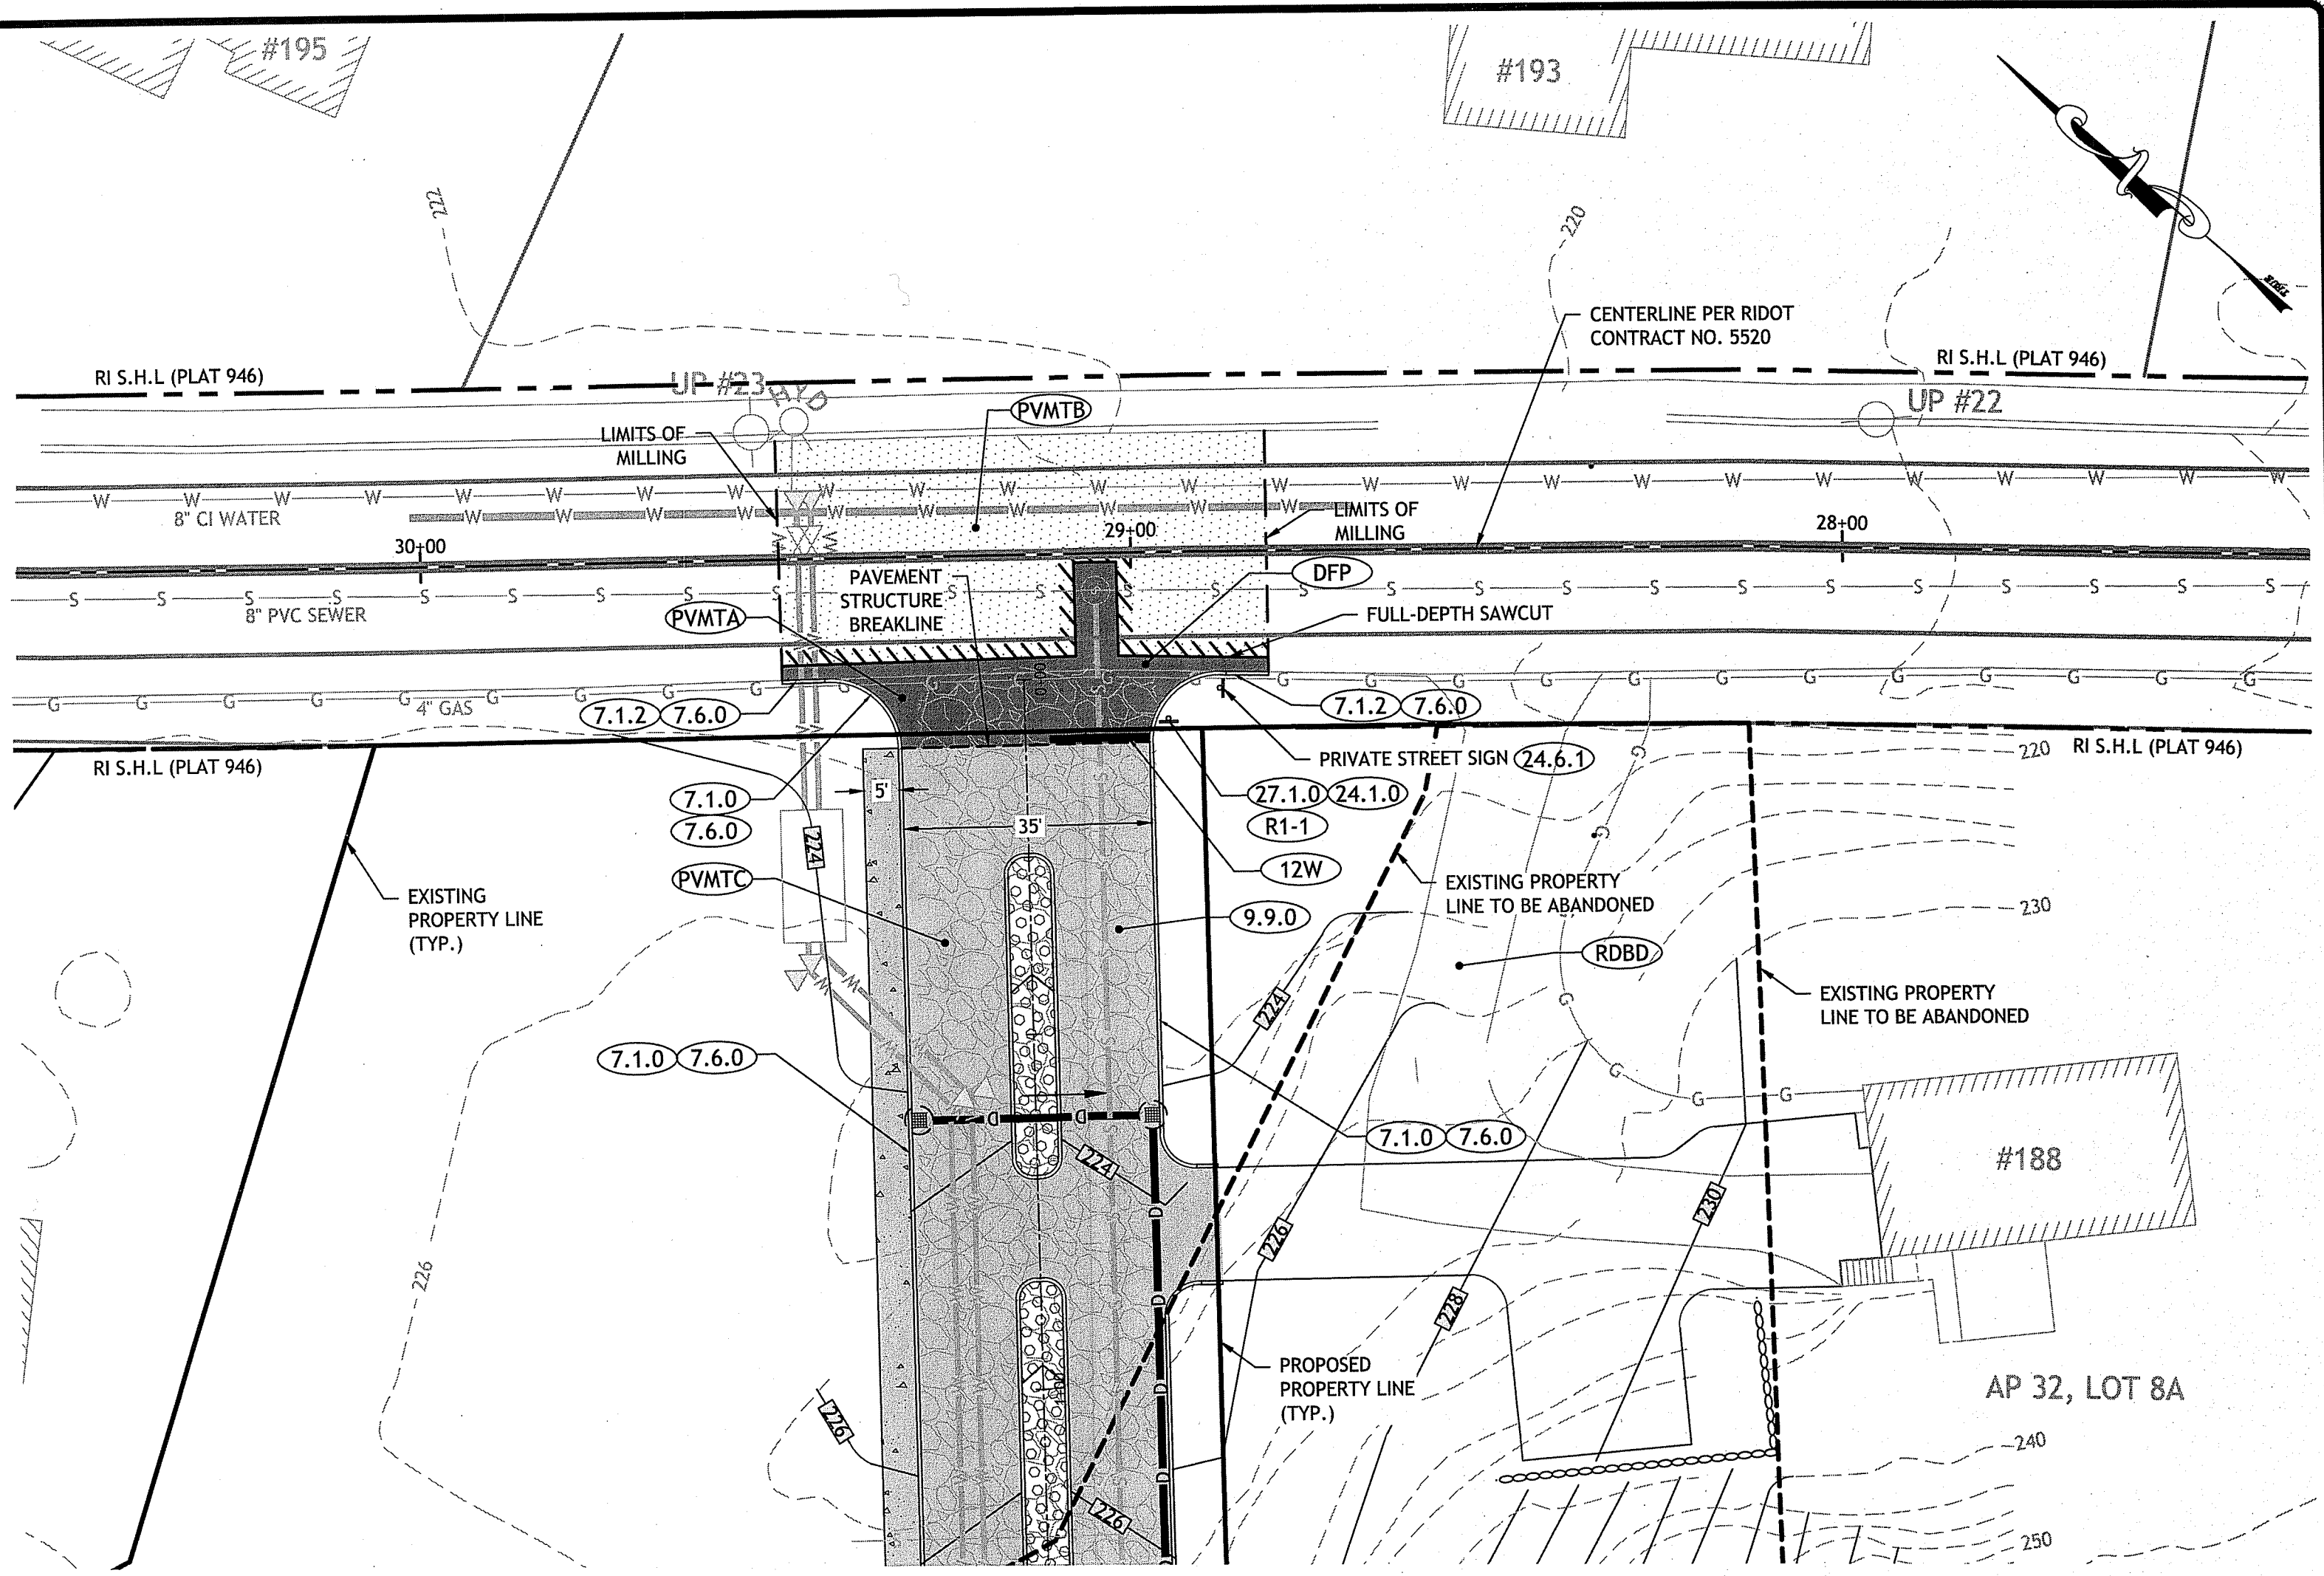 #195
#193
222
220
TRUE
CENTERLINE PER RIDOT
CONTRACT NO. 5520
RI S.H.L (PLAT 946)
RI S.H.L (PLAT 946)
UP #23
HYD
PVMTB
UP #22
LIMITS OF
MILLING
W W W W W W W W W W W W W W W W W W W W W W W W W
8" CI WATER
W W W W W W W W W W
LIMITS OF
MILLING
30+00
29+00
28+00
PAVEMENT
STRUCTURE
BREAKLINE
DFP
S S S S S S S S S S S S S S S S S S S S S S S S S
8" PVC SEWER
PVMTA
FULL-DEPTH SAWCUT
0+00
G G G G G G G G G G G G G G G G G G G G G G G
4" GAS
7.1.2 7.6.0
7.1.2 7.6.0
RI S.H.L (PLAT 946)
RI S.H.L (PLAT 946)
220
PRIVATE STREET SIGN 24.6.1
7.1.0
7.6.0
5'
35'
27.1.0 24.1.0
R1-1
224
12W
PVMTC
9.9.0
EXISTING
PROPERTY LINE
(TYP.)
EXISTING PROPERTY
LINE TO BE ABANDONED
230
RDBD
224
EXISTING PROPERTY
LINE TO BE ABANDONED
7.1.0 7.6.0
G G G G G G
D D
7.1.0 7.6.0
#188
224
230
D
226
226
228
D
PROPOSED
PROPERTY LINE
(TYP.)
1+00
D
AP 32, LOT 8A
226
240
D
226
250
D